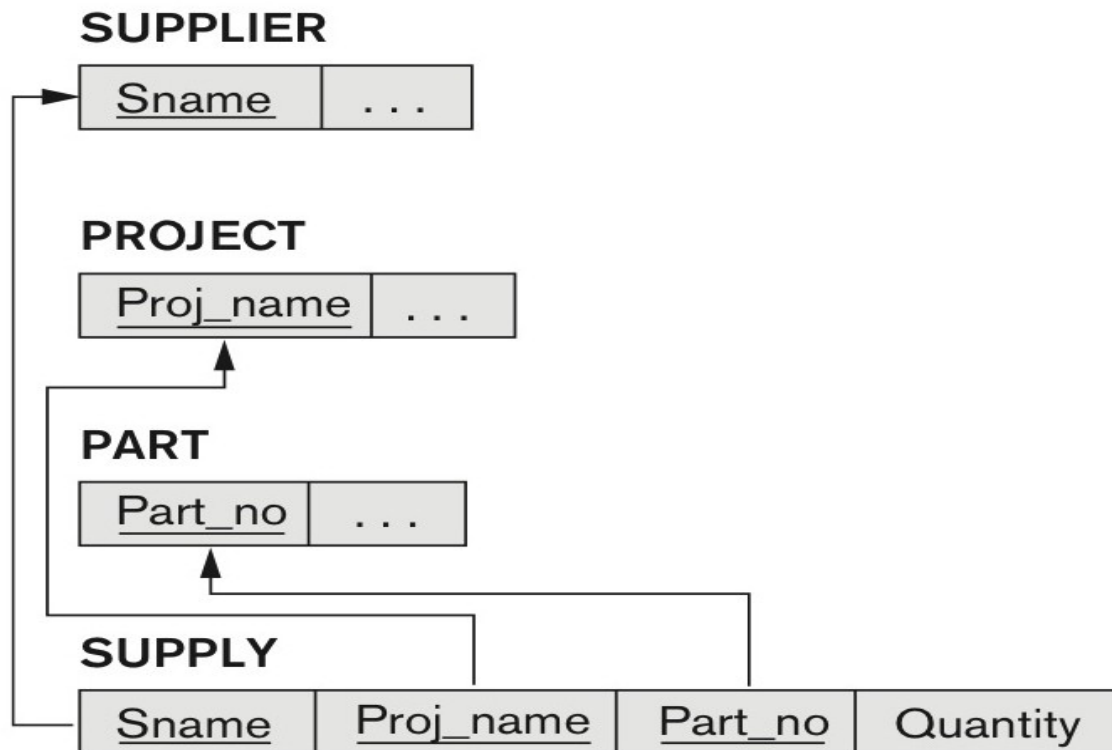 SUPPLIER
Sname . . .
PROJECT
Proj_name . . .
PART
Part_no . . .
SUPPLY
Sname Proj_name Part_no Quantity